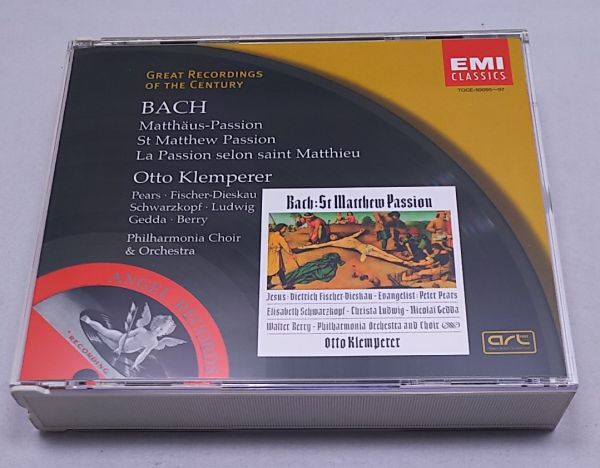 GREAT RECORDINGS
OF THE CENTURY
EMI
CLASSICS
BACH
Matthäus-Passion
St Matthew Passion
La Passion selon saint Matthieu
Otto Klemperer
Pears · Fischer-Dieskau
Schwarzkopf · Ludwig
Gedda · Berry
Philharmonia Choir
& Orchestra
Bach: St Matthew Passion
Jesus: Dietrich Fischer-Dieskau - Evangelist: Peter Pears
Elisabeth Schwarzkopf - Christa Ludwig - Nicolai Gedda
Walter Berry - Philharmonia Orchestra and Choir
Otto Klemperer
ANGEL RECORDS
RECORDING
art